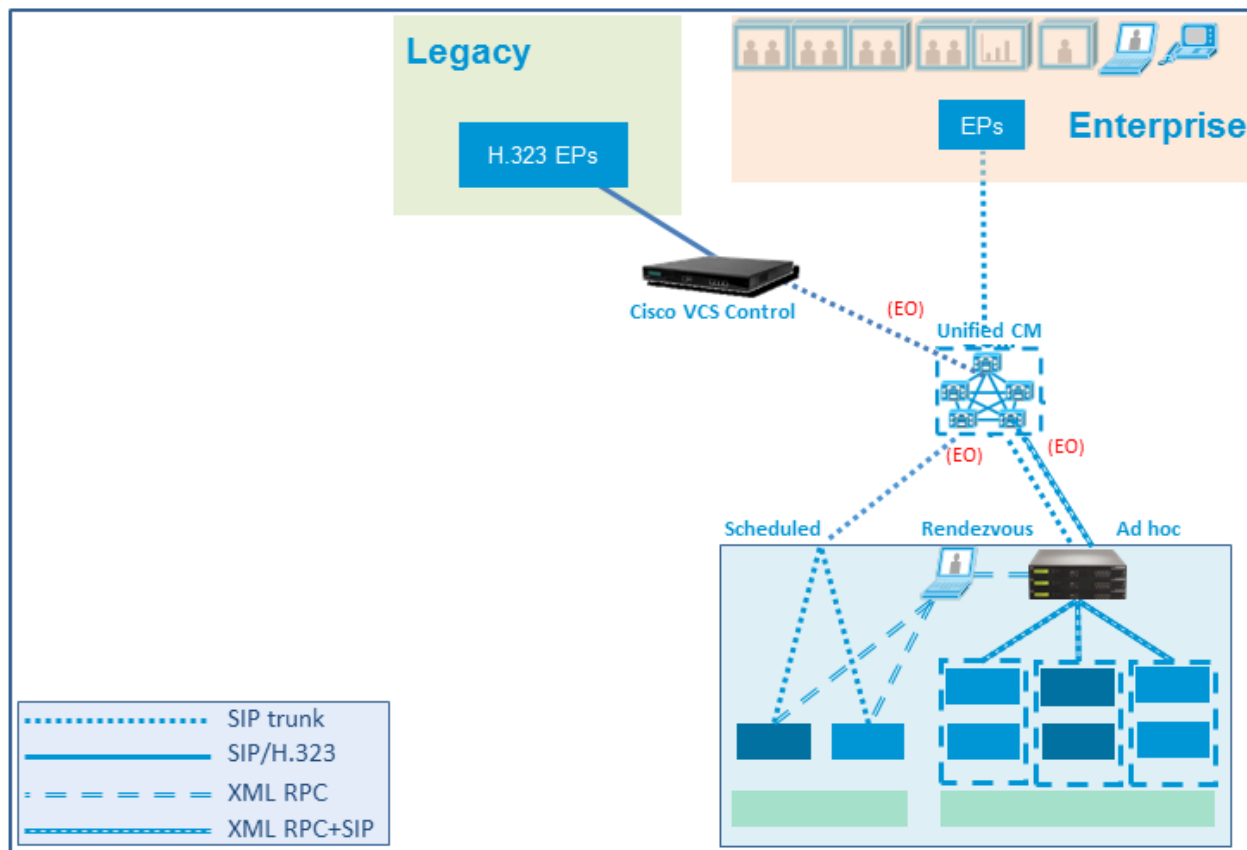 Legacy
H.323 EPs
EPs
Enterprise
Cisco VCS Control
(EO)
Unified CM
(EO)
(EO)
Scheduled
Rendezvous
Ad hoc
SIP trunk
SIP/H.323
XML RPC
XML RPC+SIP